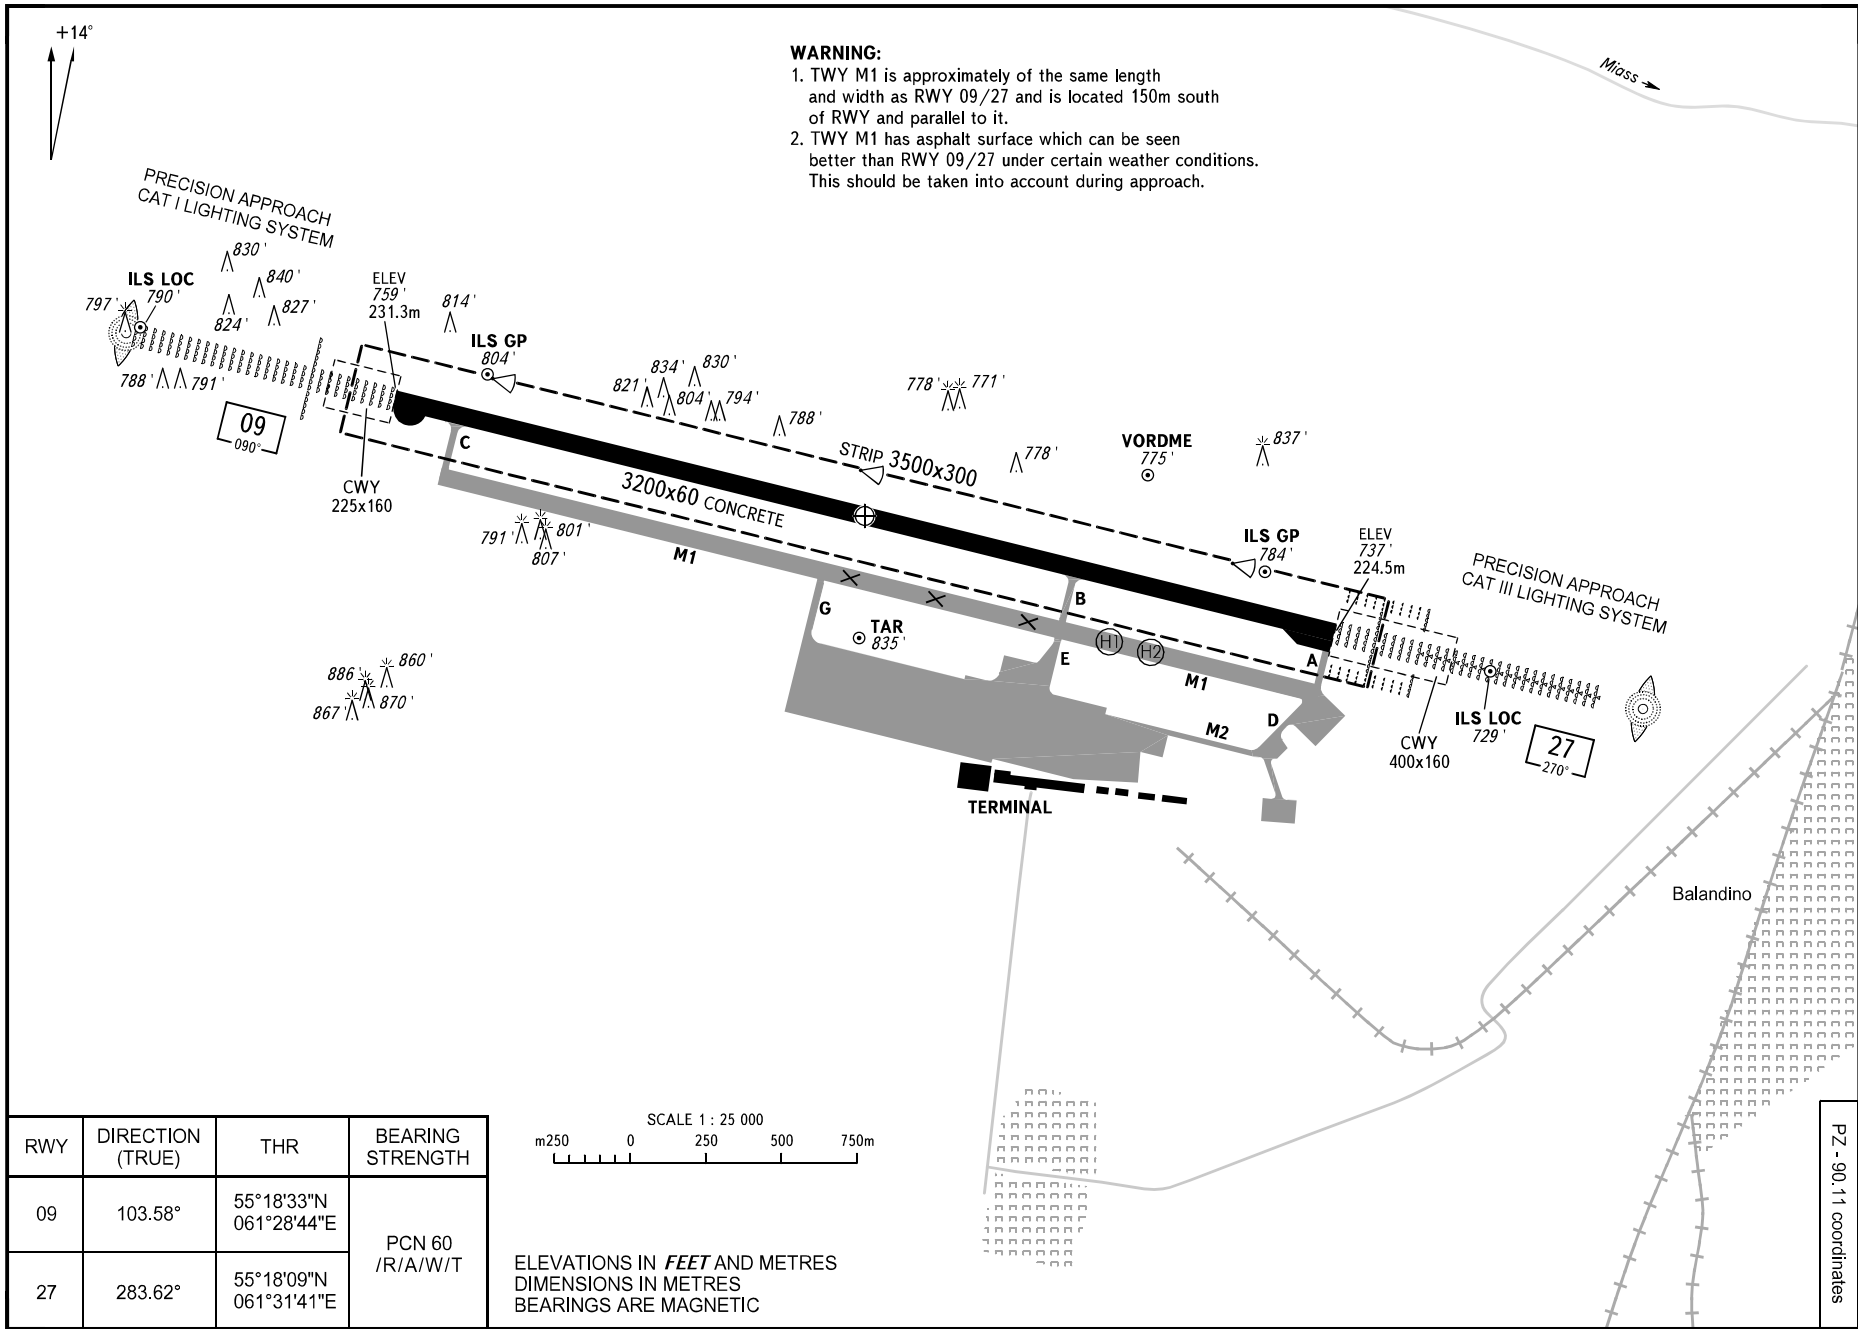 +14°
WARNING:
1. TWY M1 is approximately of the same length
and width as RWY 09/27 and is located 150m south
of RWY and parallel to it.
2. TWY M1 has asphalt surface which can be seen
better than RWY 09/27 under certain weather conditions.
This should be taken into account during approach.
Miass
PRECISION APPROACH
CAT I LIGHTING SYSTEM
830'
840'
827'
824'
ILS LOC
790'
797'
788'
791'
09
090°
ELEV
759'
231.3m
814'
ILS GP
804'
CWY
225x160
C
821'
834'
830'
804'
794'
788'
778'
771'
778'
VORDME
775'
837'
STRIP 3500x300
3200x60 CONCRETE
791'
801'
807'
M1
ILS GP
784'
ELEV
737'
224.5m
PRECISION APPROACH
CAT III LIGHTING SYSTEM
B
G
TAR
835'
H1
H2
E
A
M1
D
M2
860'
886'
870'
867'
CWY
400x160
ILS LOC
729'
27
270°
TERMINAL
Balandino
SCALE 1 : 25 000
m250 0 250 500 750m
RWY DIRECTION (TRUE) THR BEARING STRENGTH
09 103.58° 55°18'33"N 061°28'44"E PCN 60 /R/A/W/T
27 283.62° 55°18'09"N 061°31'41"E
ELEVATIONS IN FEET AND METRES
DIMENSIONS IN METRES
BEARINGS ARE MAGNETIC
PZ - 90.11 coordinates